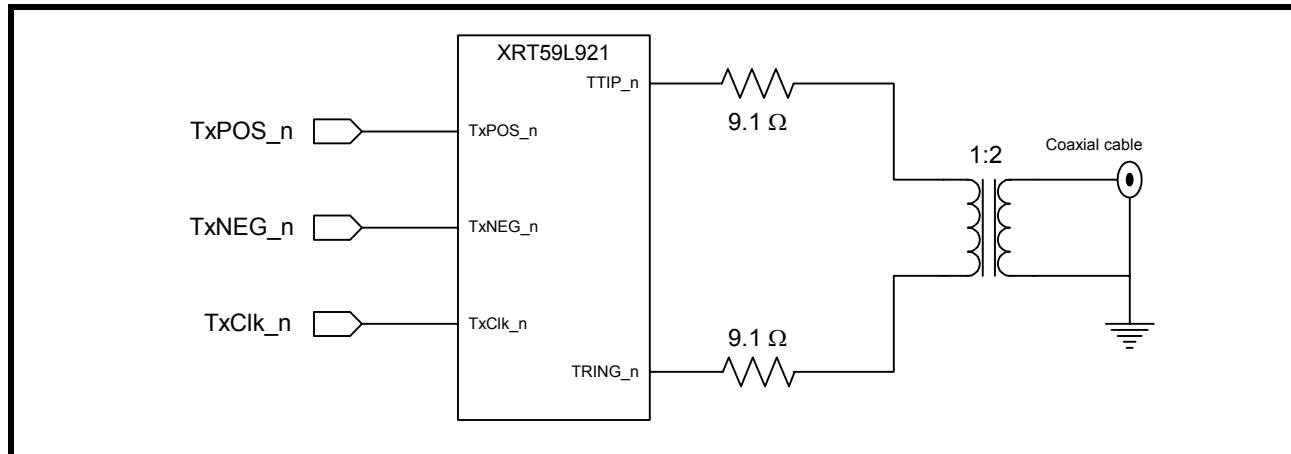 XRT59L921
TTIP_n
9.1 Ω
TxPOS_n
TxPOS_n
1:2
Coaxial cable
TxNEG_n
TxNEG_n
TxClk_n
TxClk_n
9.1 Ω
TRING_n